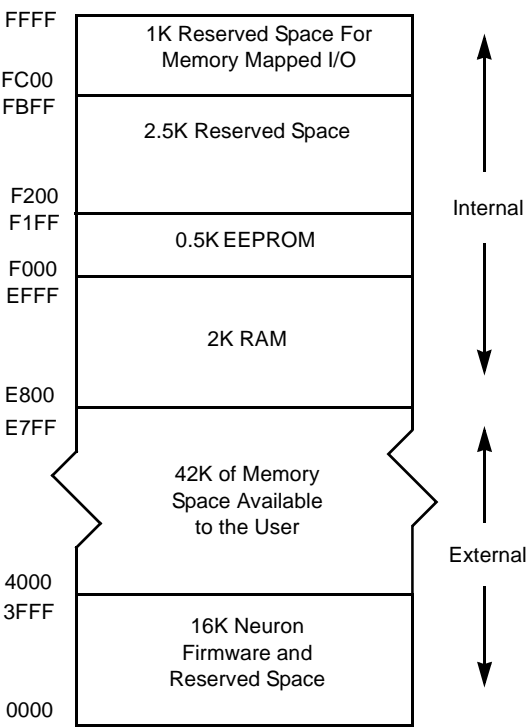 FFFF
1K Reserved Space For
Memory Mapped I/O
FC00
FBFF
2.5K Reserved Space
F200
F1FF
Internal
0.5K EEPROM
F000
EFFF
2K RAM
E800
E7FF
42K of Memory
Space Available
to the User
External
4000
3FFF
16K Neuron
Firmware and
Reserved Space
0000